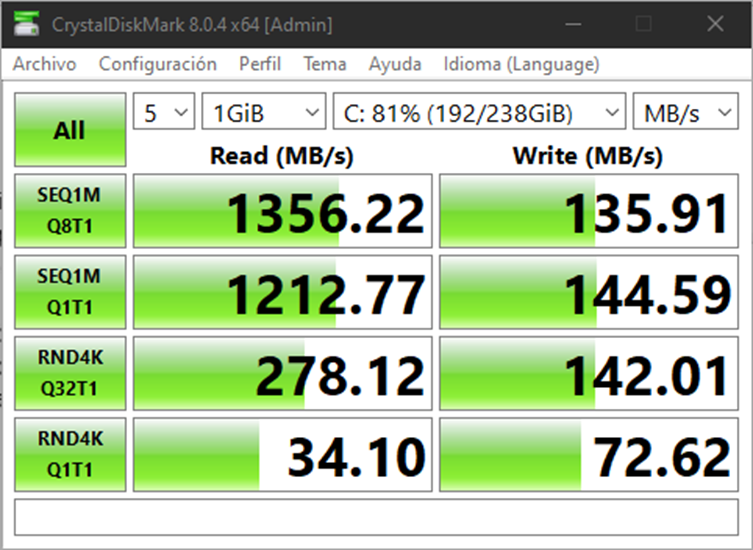 CrystalDiskMark 8.0.4 x64 [Admin]
Archivo Configuración Perfil Tema Ayuda Idioma (Language)
All 5 1GiB C: 81% (192/238GiB) MB/s
Read (MB/s) Write (MB/s)
SEQ1M
Q8T1 1356.22 135.91
SEQ1M
Q1T1 1212.77 144.59
RND4K
Q32T1 278.12 142.01
RND4K
Q1T1 34.10 72.62